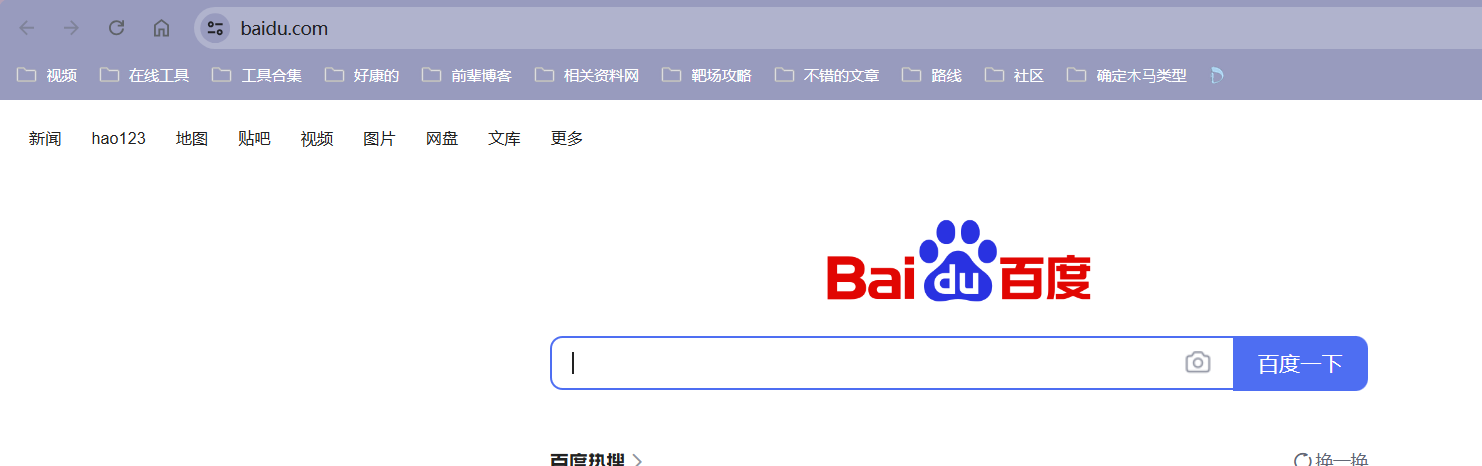 baidu.com
视频 在线工具 工具合集 好康的 前辈博客 相关资料网 靶场攻略 不错的文章 路线 社区 确定木马类型
新闻 hao123 地图 贴吧 视频 图片 网盘 文库 更多
Bai du 百度
百度一下
百度热搜 换一换